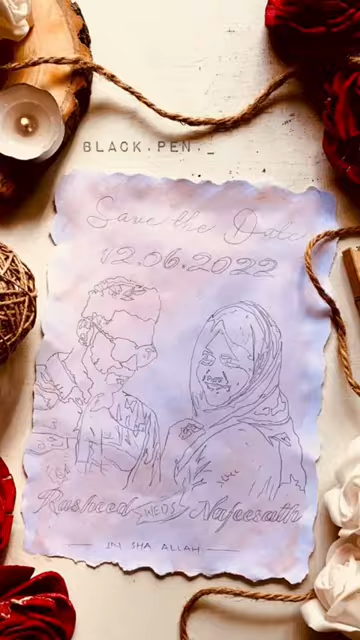 BLACK.PEN._
Save the Date
12.06.2022
Rasheed WEDS Nafeesath
IN SHA ALLAH